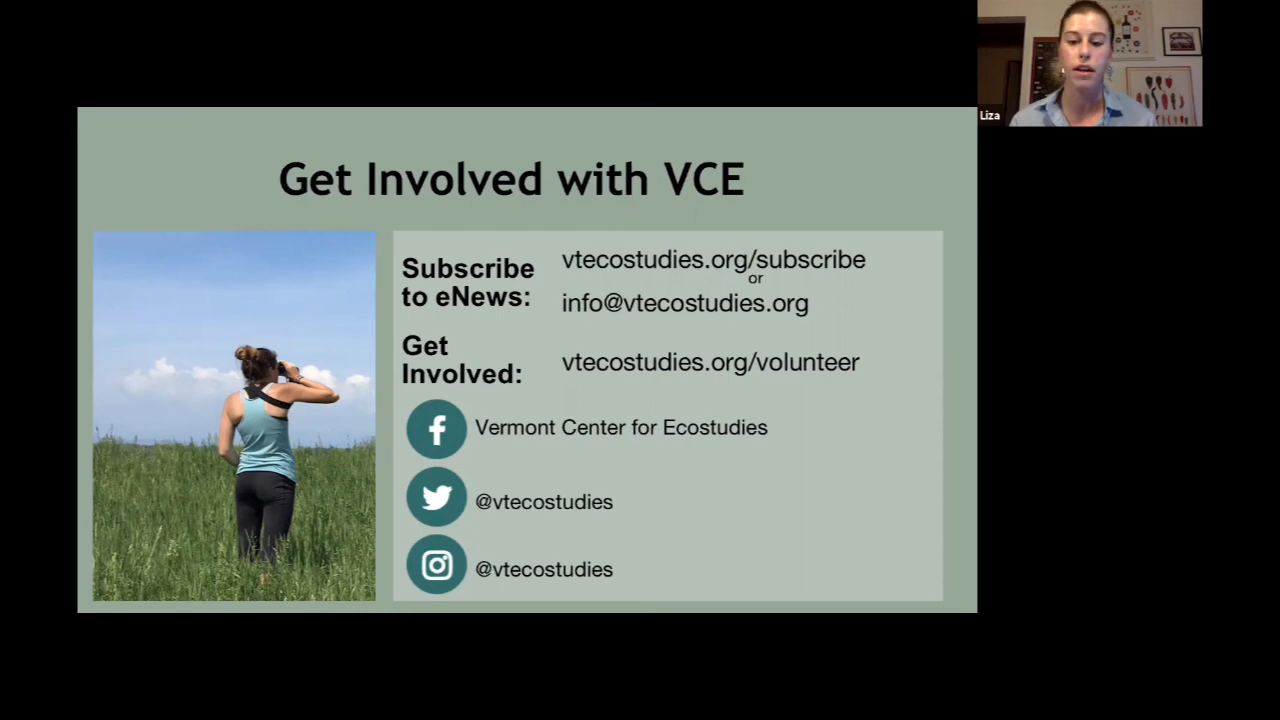 Liza
Get Involved with VCE
Subscribe
to eNews:
vtecostudies.org/subscribe
or
info@vtecostudies.org
Get
Involved:
vtecostudies.org/volunteer
Vermont Center for Ecostudies
@vtecostudies
@vtecostudies